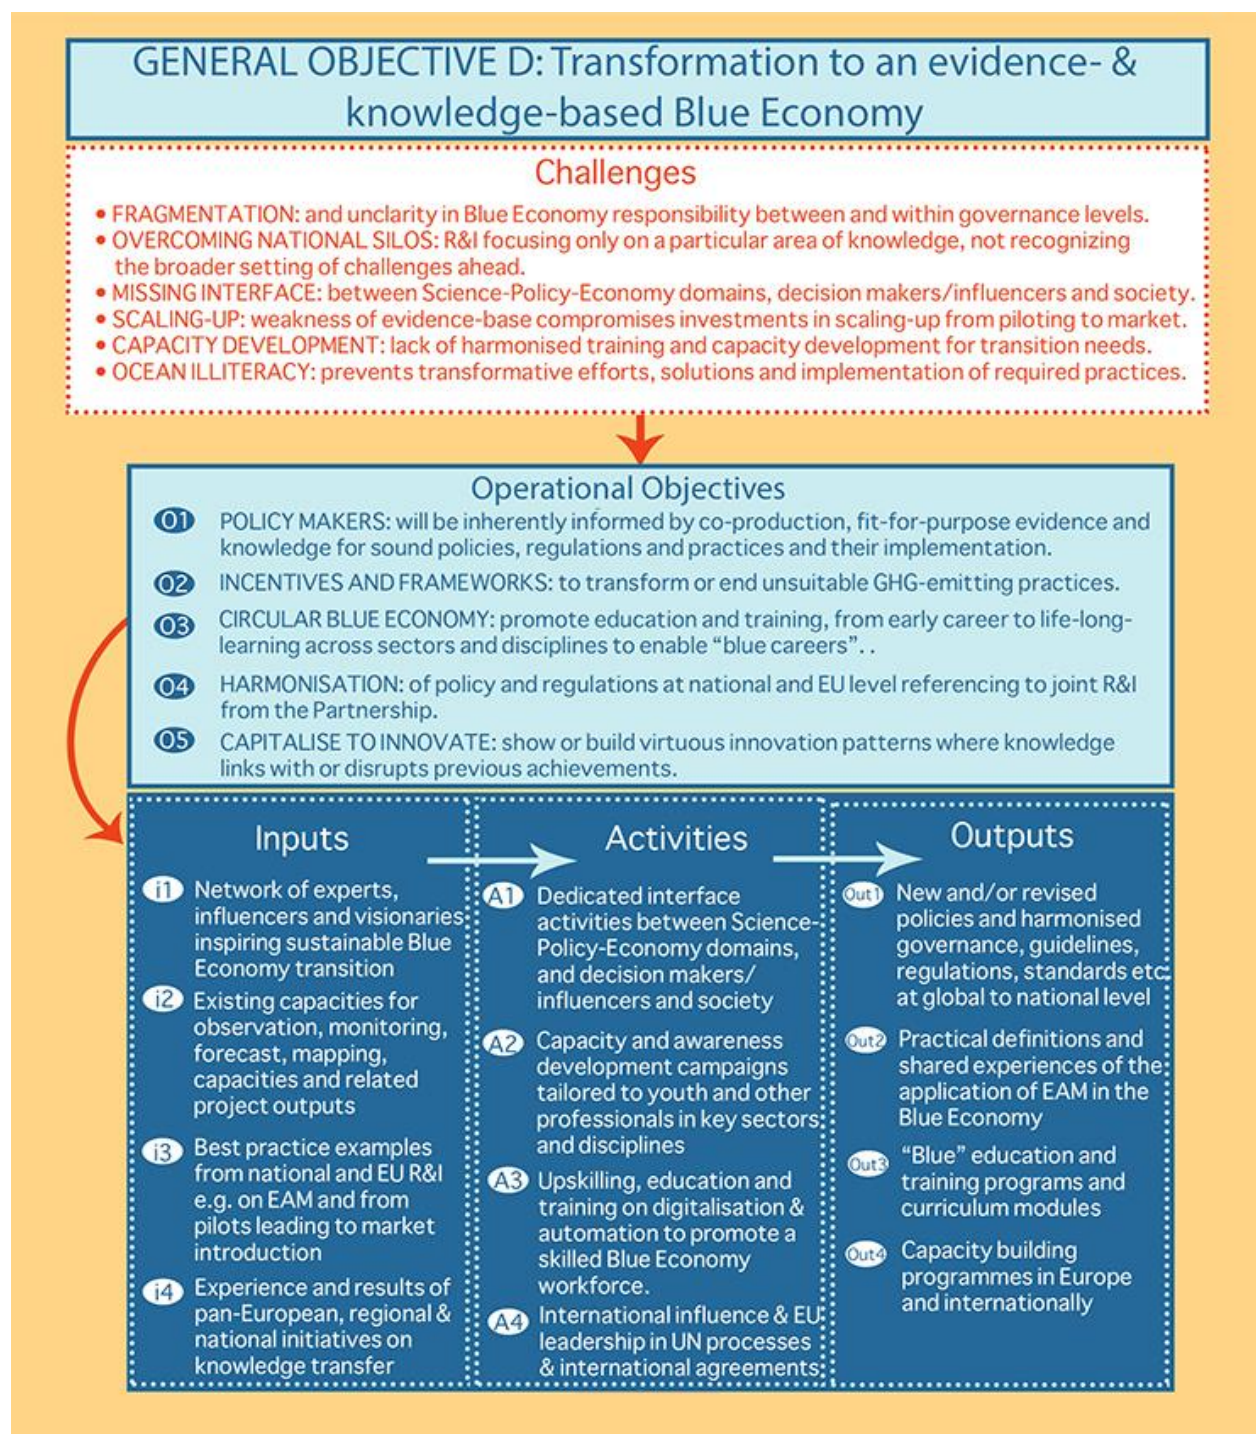 GENERAL OBJECTIVE D: Transformation to an evidence- &
knowledge-based Blue Economy
Challenges
• FRAGMENTATION: and unclarity in Blue Economy responsibility between and within governance levels.
• OVERCOMING NATIONAL SILOS: R&I focusing only on a particular area of knowledge, not recognizing
the broader setting of challenges ahead.
• MISSING INTERFACE: between Science-Policy-Economy domains, decision makers/influencers and society.
• SCALING-UP: weakness of evidence-base compromises investments in scaling-up from piloting to market.
• CAPACITY DEVELOPMENT: lack of harmonised training and capacity development for transition needs.
• OCEAN ILLITERACY: prevents transformative efforts, solutions and implementation of required practices.
Operational Objectives
O1 POLICY MAKERS: will be inherently informed by co-production, fit-for-purpose evidence and
knowledge for sound policies, regulations and practices and their implementation.
O2 INCENTIVES AND FRAMEWORKS: to transform or end unsuitable GHG-emitting practices.
O3 CIRCULAR BLUE ECONOMY: promote education and training, from early career to life-long-
learning across sectors and disciplines to enable “blue careers”. .
O4 HARMONISATION: of policy and regulations at national and EU level referencing to joint R&I
from the Partnership.
O5 CAPITALISE TO INNOVATE: show or build virtuous innovation patterns where knowledge
links with or disrupts previous achievements.
Inputs
i1 Network of experts,
influencers and visionaries
inspiring sustainable Blue
Economy transition
i2 Existing capacities for
observation, monitoring,
forecast, mapping,
capacities and related
project outputs
i3 Best practice examples
from national and EU R&I
e.g. on EAM and from
pilots leading to market
introduction
i4 Experience and results of
pan-European, regional &
national initiatives on
knowledge transfer
Activities
A1 Dedicated interface
activities between Science-
Policy-Economy domains,
and decision makers/
influencers and society
A2 Capacity and awareness
development campaigns
tailored to youth and other
professionals in key sectors
and disciplines
A3 Upskilling, education and
training on digitalisation &
automation to promote a
skilled Blue Economy
workforce.
A4 International influence & EU
leadership in UN processes
& international agreements
Outputs
Out1 New and/or revised
policies and harmonised
governance, guidelines,
regulations, standards etc.
at global to national level
Out2 Practical definitions and
shared experiences of the
application of EAM in the
Blue Economy
Out3 “Blue” education and
training programs and
curriculum modules
Out4 Capacity building
programmes in Europe
and internationally